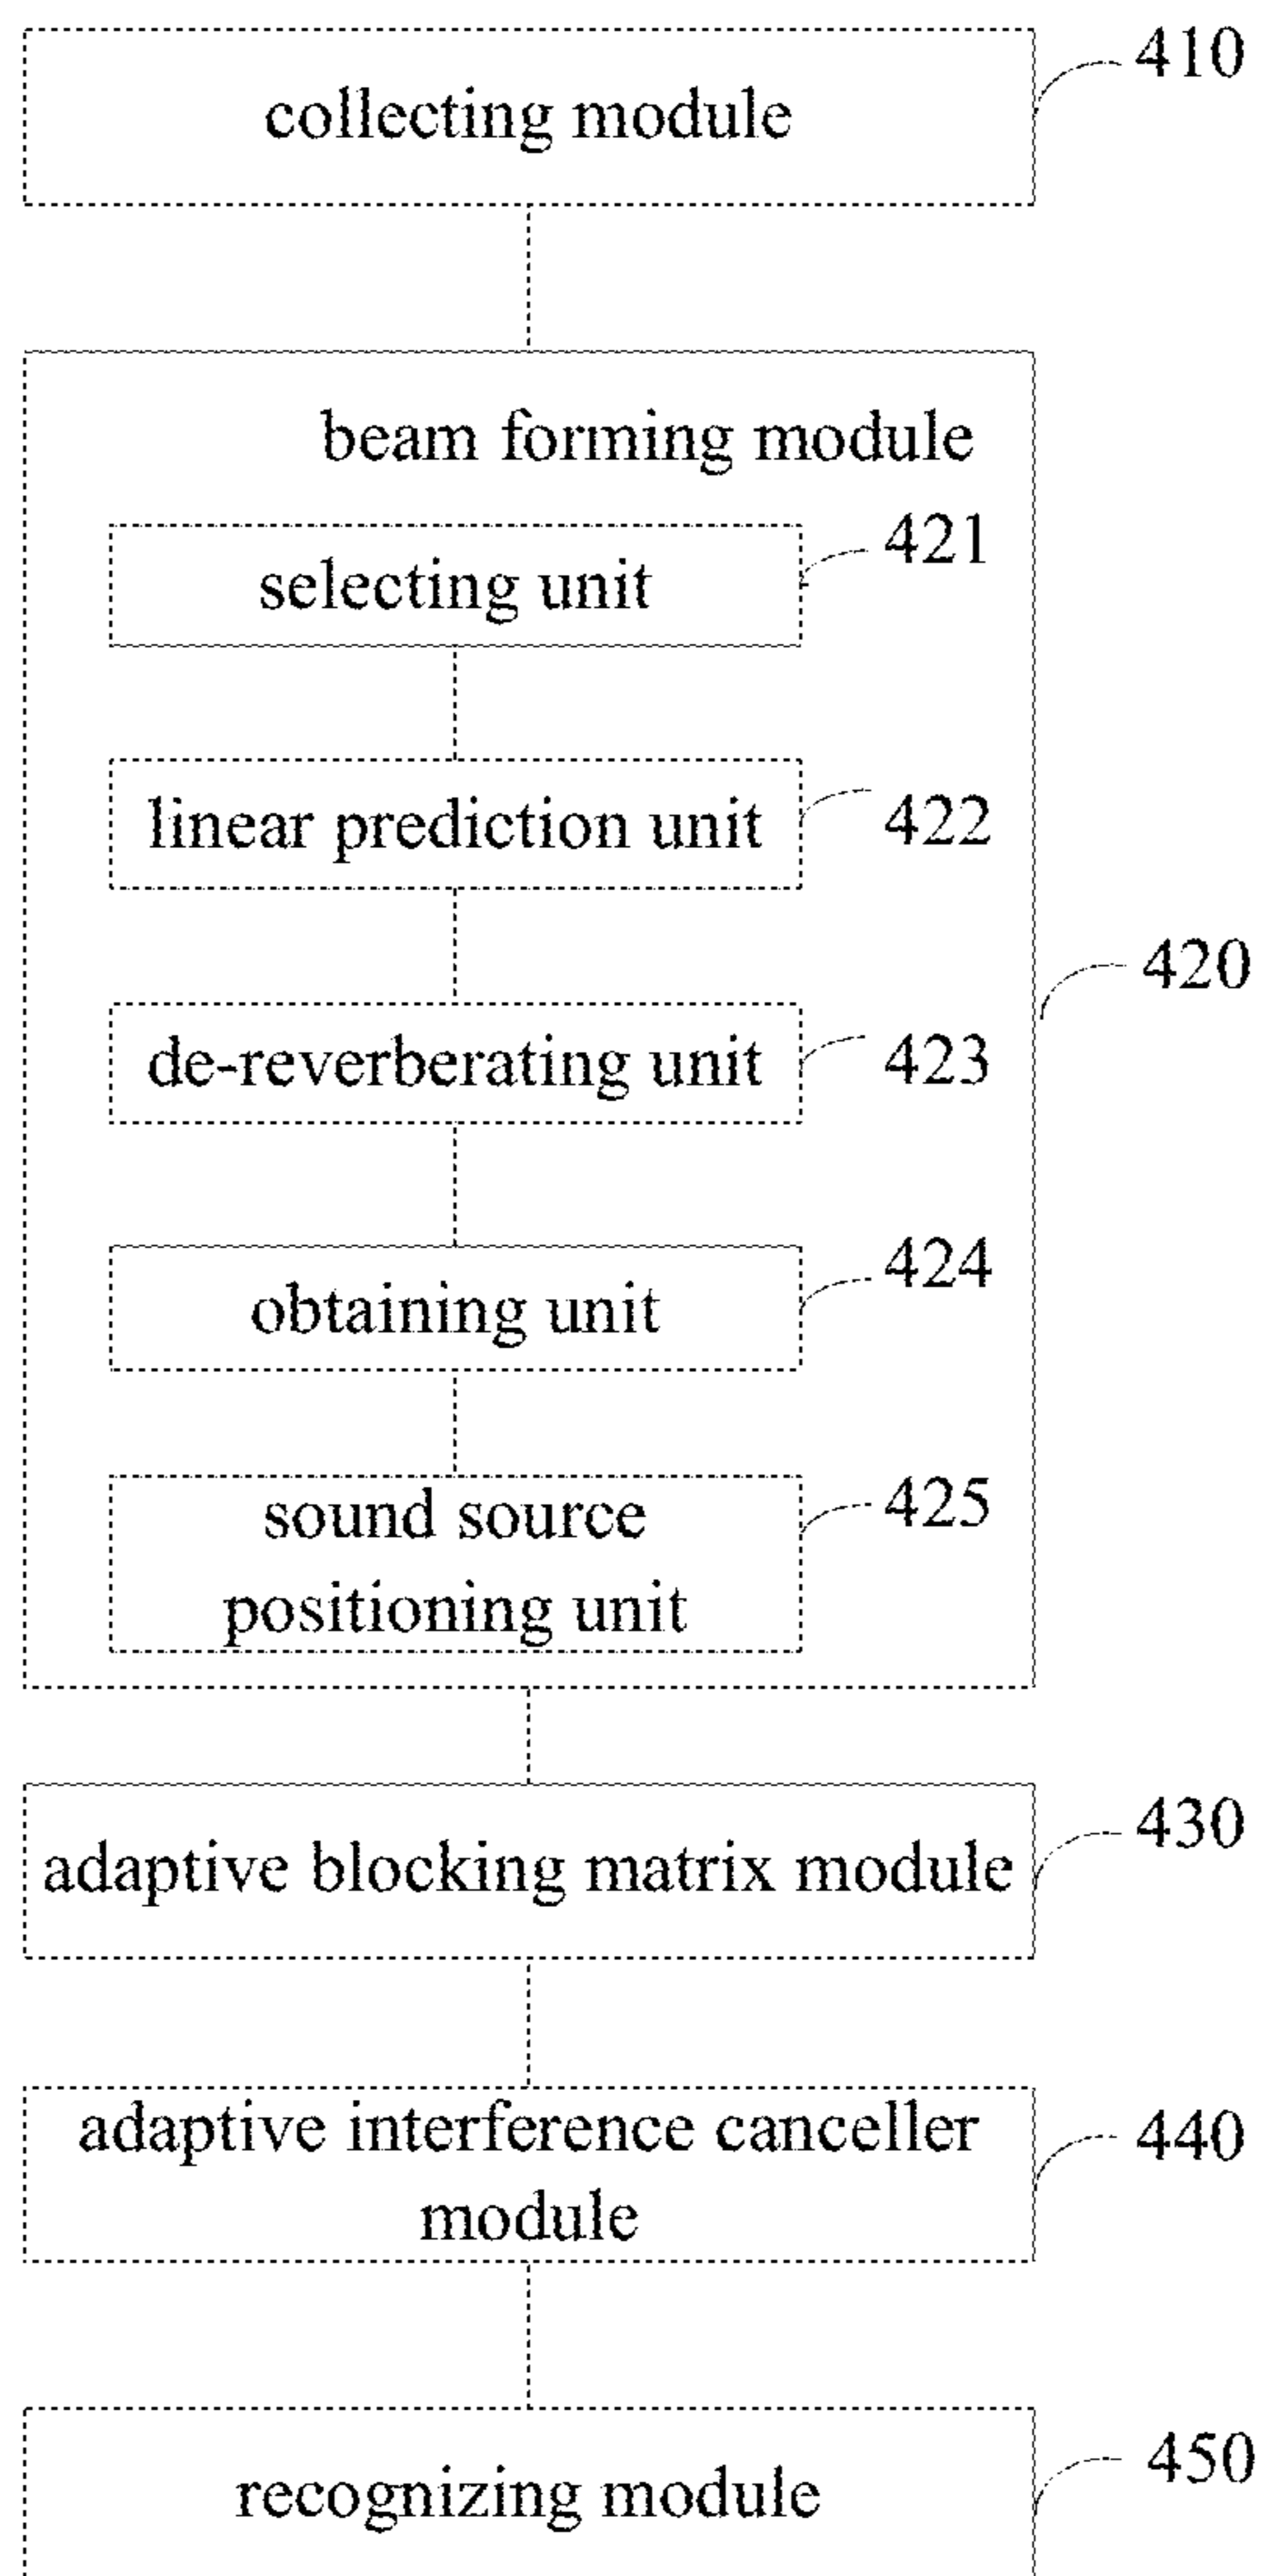 410
collecting module
beam forming module
421
selecting unit
linear prediction unit
422
420
de-reverberating unit
423
424
obtaining unit
425
sound source
positioning unit
430
adaptive blocking matrix module
adaptive interference canceller
440
module
450
recognizing module